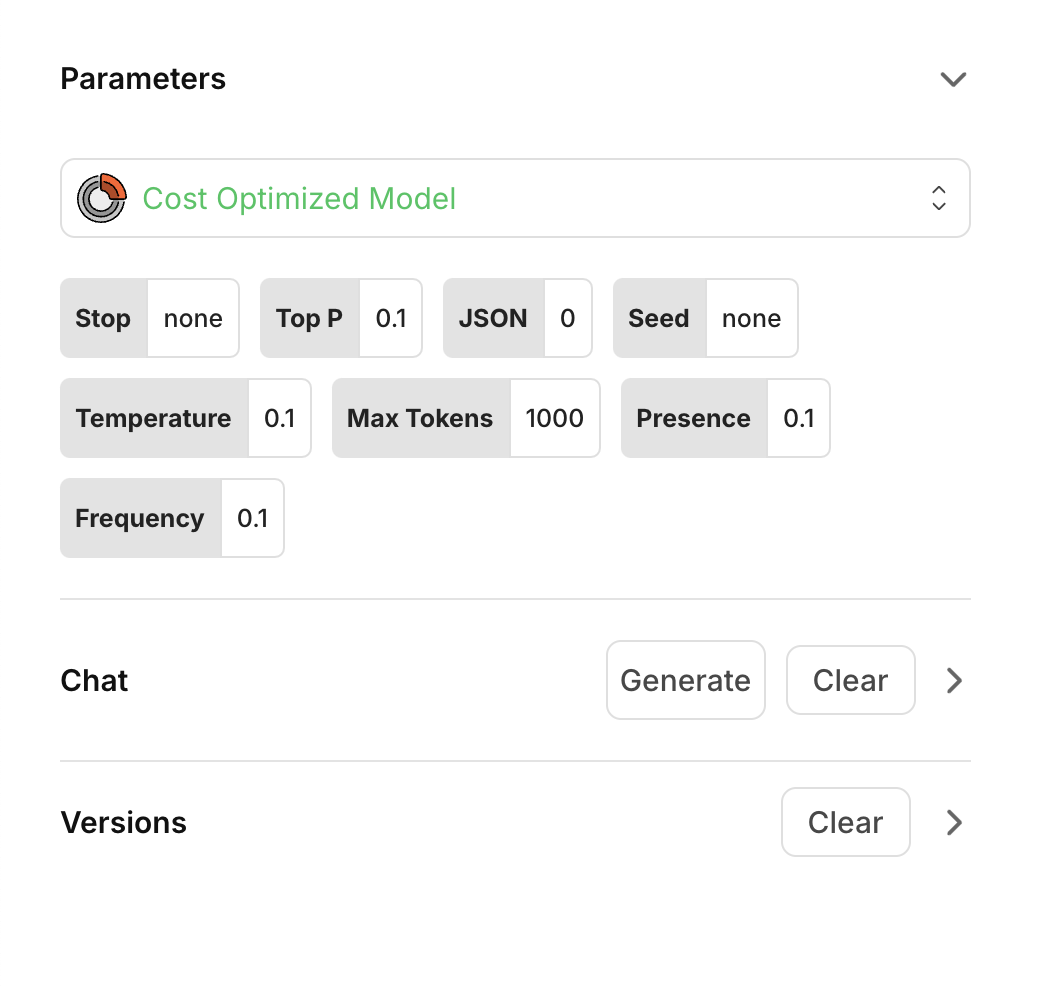 Parameters
Cost Optimized Model
Stop none Top P 0.1 JSON 0 Seed none
Temperature 0.1 Max Tokens 1000 Presence 0.1
Frequency 0.1
Chat Generate Clear
Versions Clear